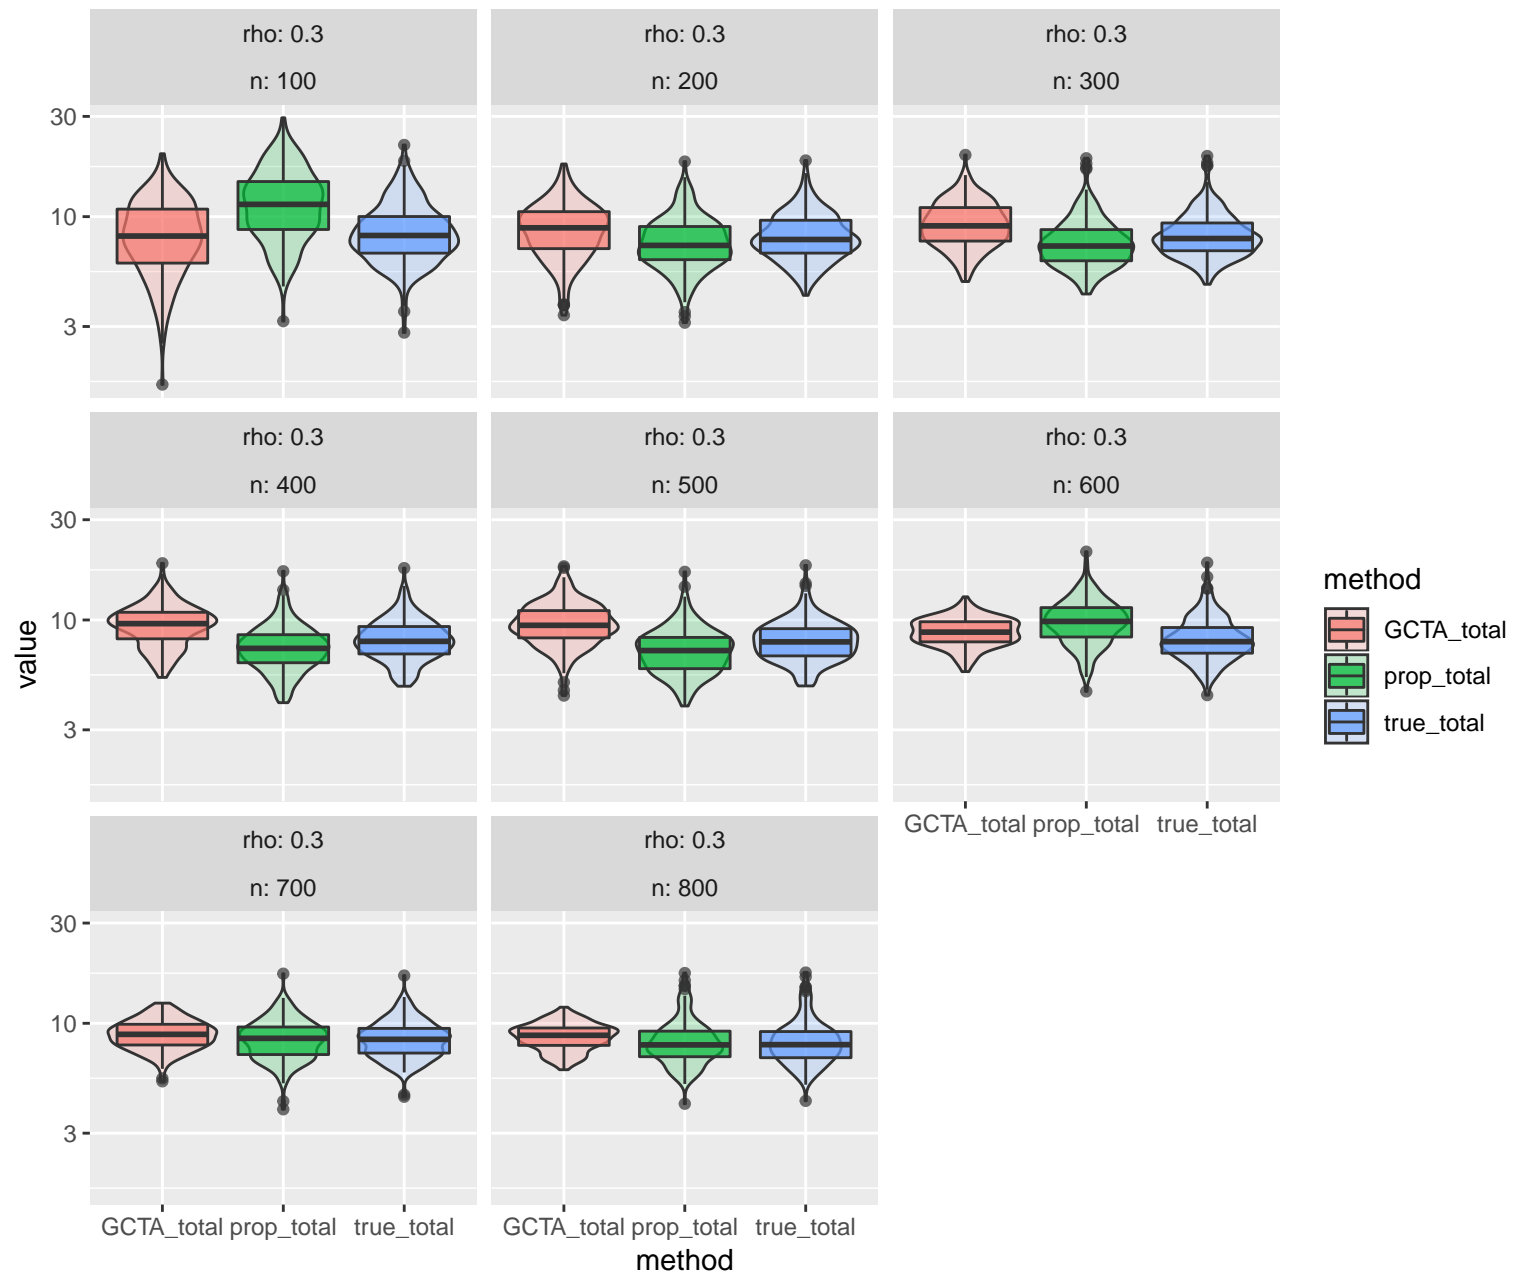 rho: 0.3
rho: 0.3
rho: 0.3
n: 100
n: 200
n: 300
30
10
3
rho: 0.3
rho: 0.3
rho: 0.3
n: 400
n: 500
n: 600
30
10
3
GCTA_total prop_total true_total
rho: 0.3
rho: 0.3
n: 700
n: 800
30
10
3
GCTA_total prop_total true_total
GCTA_total prop_total true_total
method
value
method
GCTA_total
prop_total
true_total